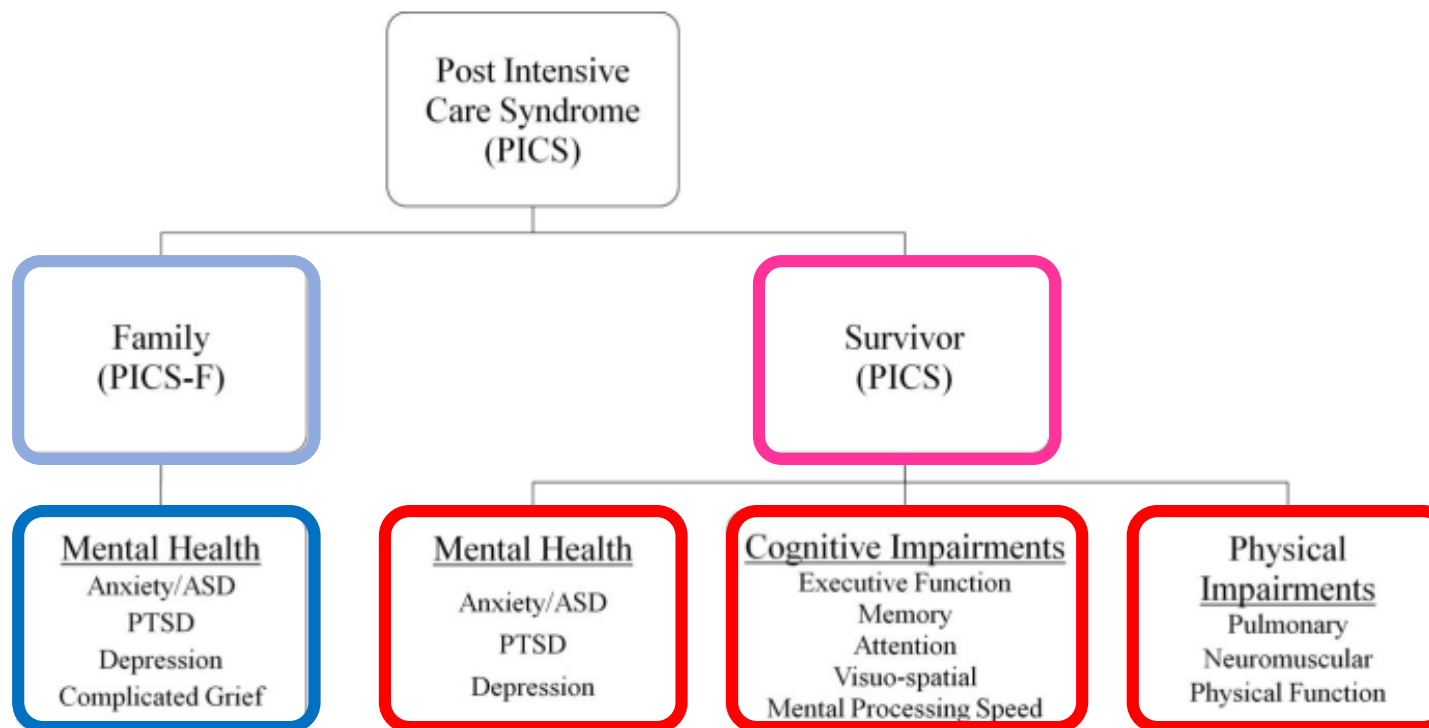 Post Intensive
Care Syndrome
(PICS)
Family
(PICS-F)
Survivor
(PICS)
Mental Health
Anxiety/ASD
PTSD
Depression
Complicated Grief
Mental Health
Anxiety/ASD
PTSD
Depression
Cognitive Impairments
Executive Function
Memory
Attention
Visuo-spatial
Mental Processing Speed
Physical
Impairments
Pulmonary
Neuromuscular
Physical Function